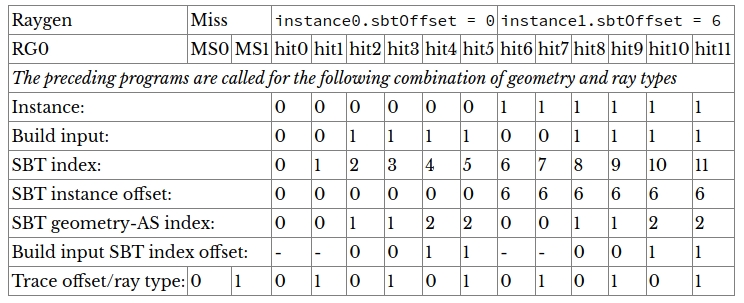 Raygen Miss instance0.sbtOffset = 0 instance1.sbtOffset = 6
RG0 MS0 MS1 hit0 hit1 hit2 hit3 hit4 hit5 hit6 hit7 hit8 hit9 hit10 hit11
The preceding programs are called for the following combination of geometry and ray types
Instance: 0 0 0 0 0 0 1 1 1 1 1 1
Build input: 0 0 1 1 1 1 0 0 1 1 1 1
SBT index: 0 1 2 3 4 5 6 7 8 9 10 11
SBT instance offset: 0 0 0 0 0 0 6 6 6 6 6 6
SBT geometry-AS index: 0 0 1 1 2 2 0 0 1 1 2 2
Build input SBT index offset: - - 0 0 1 1 - - 0 0 1 1
Trace offset/ray type: 0 1 0 1 0 1 0 1 0 1 0 1 0 1